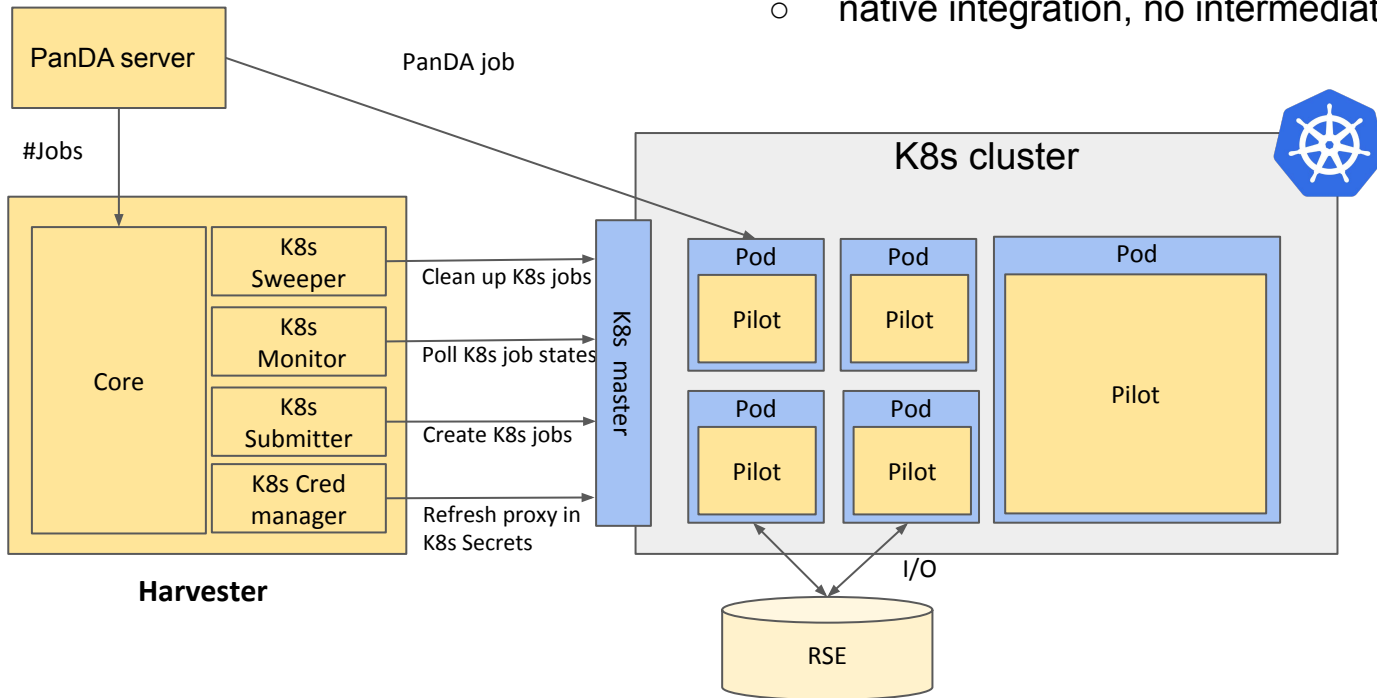 ○ native integration, no intermediat
PanDA server
PanDA job
#Jobs
K8s cluster
Core
K8s
Sweeper
K8s
Monitor
K8s
Submitter
K8s Cred
manager
Clean up K8s jobs
Poll K8s job states
Create K8s jobs
Refresh proxy in
K8s Secrets
K8s master
Pod
Pilot
Pod
Pilot
Pod
Pilot
Pod
Pilot
Pod
Pilot
Harvester
I/O
RSE